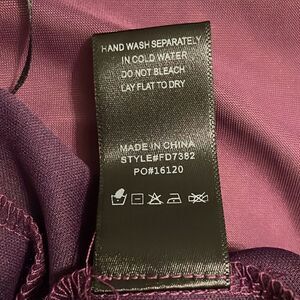 HAND WASH SEPARATELY
IN COLD WATER
DO NOT BLEACH
LAY FLAT TO DRY
MADE IN CHINA
STYLE#FD7382
PO#16120